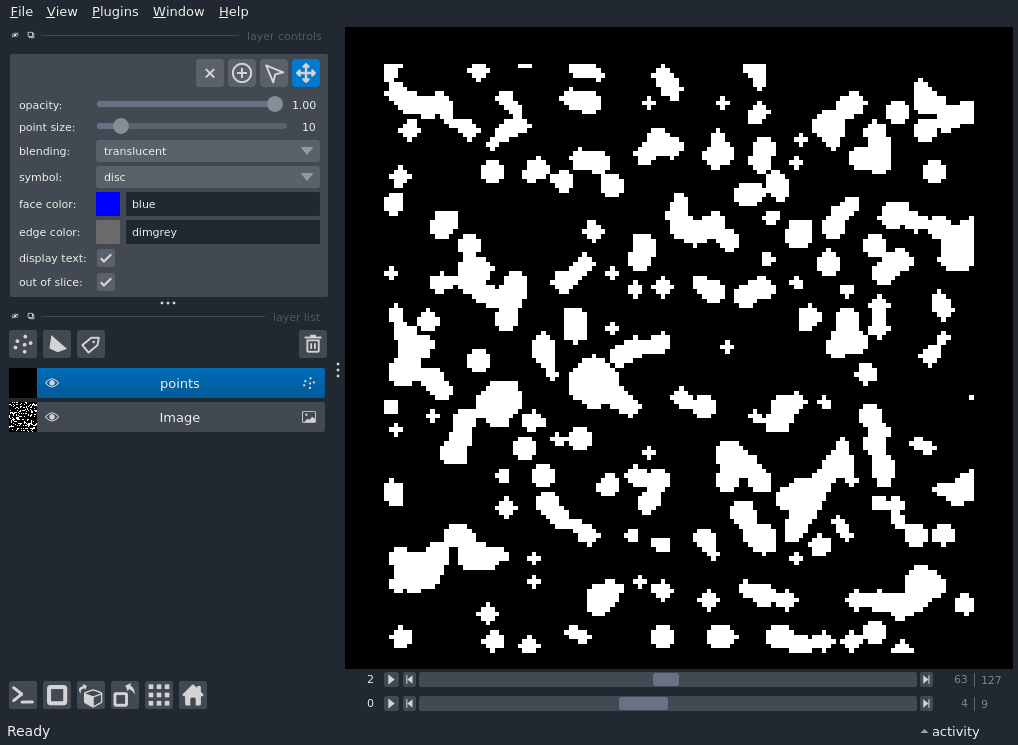 File View Plugins Window Help
layer controls
opacity: 1.00
point size: 10
blending: translucent
symbol: disc
face color: blue
edge color: dimgrey
display text:
out of slice:
layer list
points
Image
2 63 127
0 4 9
Ready activity